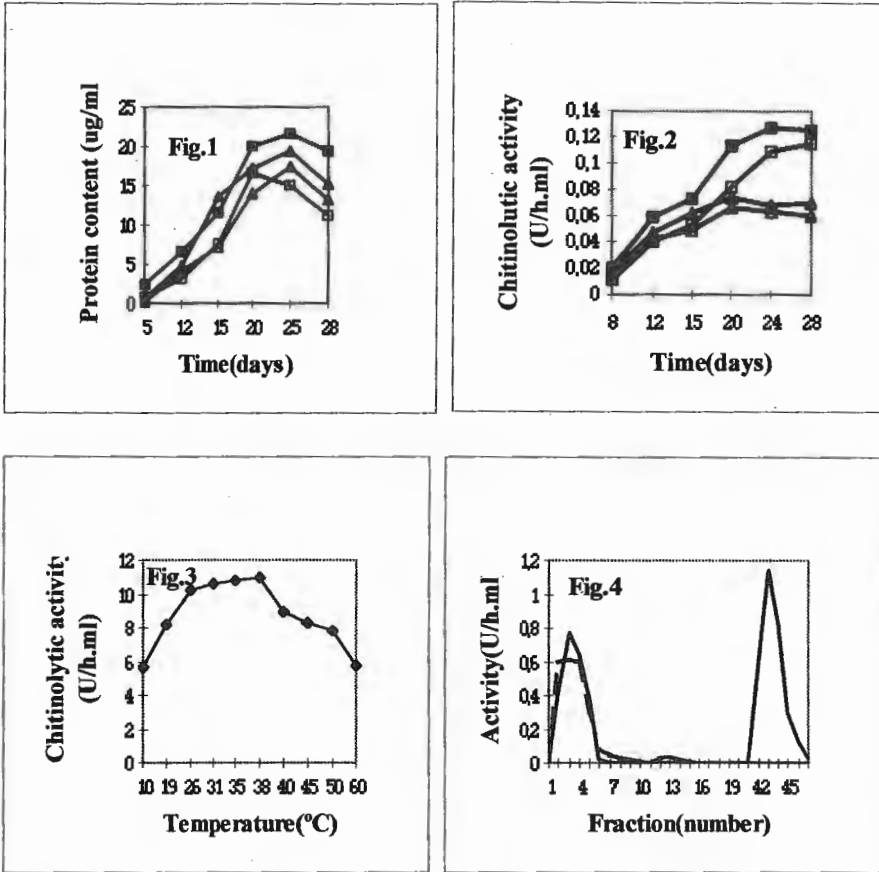 Fig.1
Protein content (ug/ml
25
20
15
10
5
0
5 12 15 20 25 28
Time(days)
Fig.2
Chitinolutic activity
(U/h.ml)
0,14
0,12
0,1
0,08
0,06
0,04
0,02
0
8 12 15 20 24 28
Time(days)
Fig.3
Chitinolytic activity
(U/h.ml)
12
10
8
6
4
2
0
10 19 26 31 35 38 40 45 50 60
Temperature(ºC)
Fig.4
Activity(U/h.ml
1,2
1
0,8
0,6
0,4
0,2
0
1 4 7 10 13 16 19 42 45
Fraction(number)